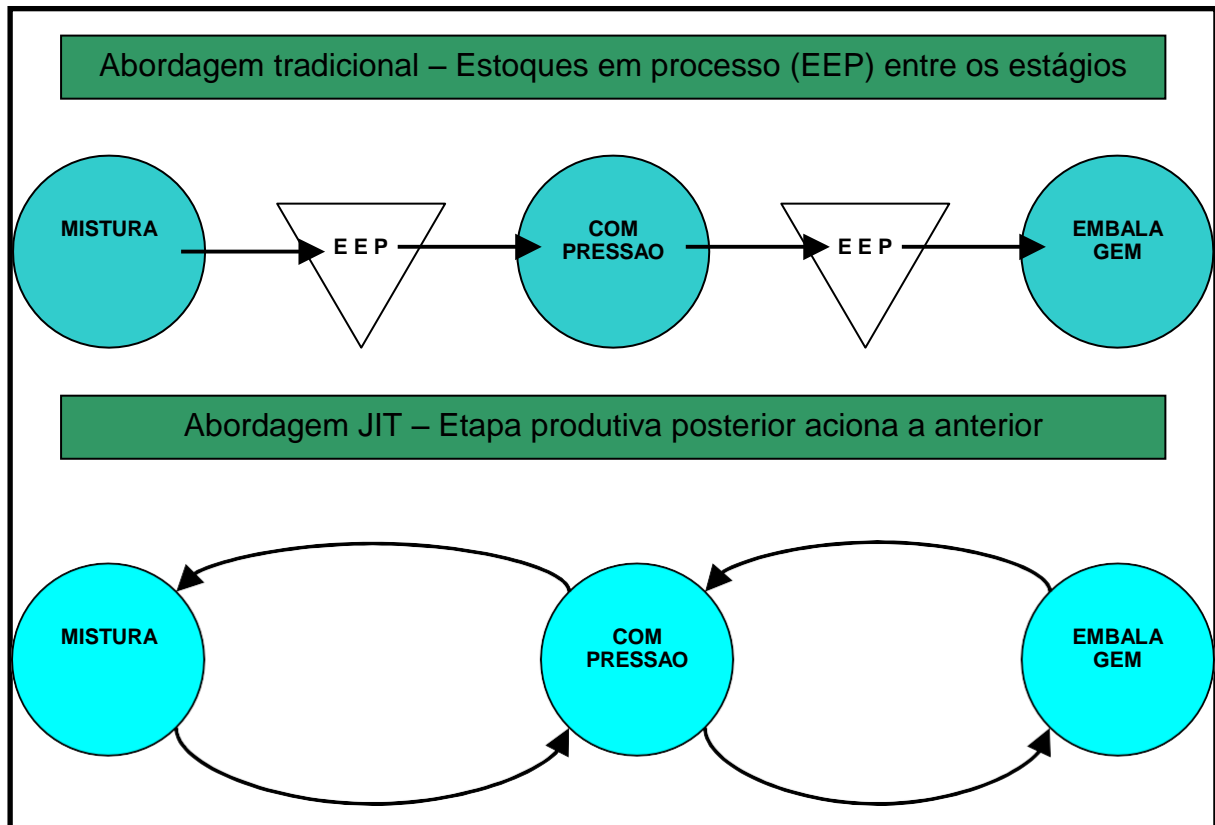 Abordagem tradicional – Estoques em processo (EEP) entre os estágios
MISTURA
E E P
COM
PRESSAO
E E P
EMBALA
GEM
Abordagem JIT – Etapa produtiva posterior aciona a anterior
MISTURA
COM
PRESSAO
EMBALA
GEM